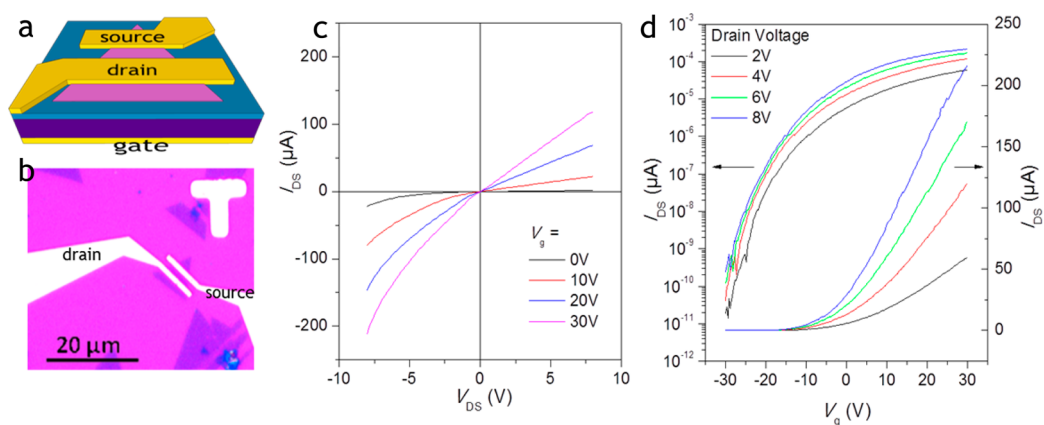 a
source
drain
gate
b
drain
source
20 μm
c
200
100
0
-100
-200
I_DS (μA)
-10
-5
0
5
10
V_DS (V)
V_g =
0V
10V
20V
30V
d
10^-3
10^-4
10^-5
10^-6
10^-7
10^-8
10^-9
10^-10
10^-11
10^-12
I_DS (μA)
Drain Voltage
2V
4V
6V
8V
250
200
150
100
50
0
I_DS (μA)
-30
-20
-10
0
10
20
30
V_g (V)